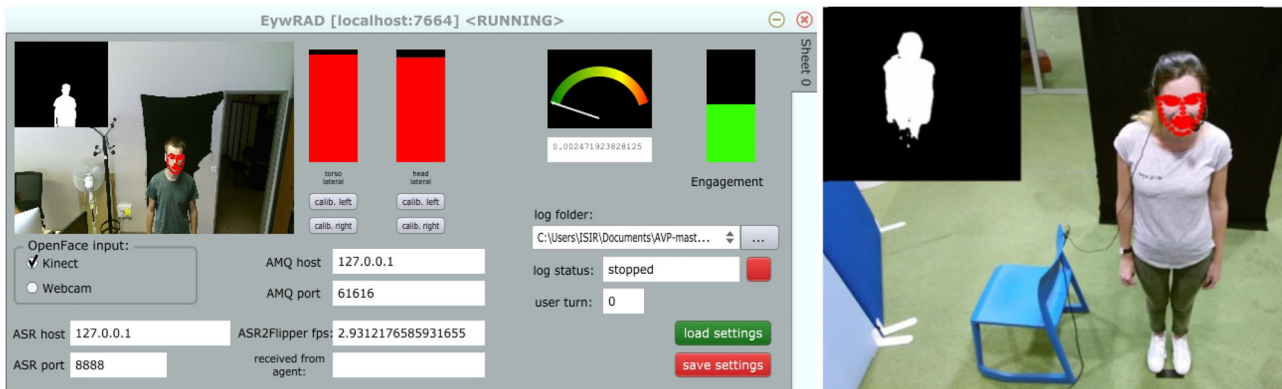 EywRAD [localhost:7664] <RUNNING>
Sheet 0
torso
lateral
head
lateral
calib. left
calib. left
calib. right
calib. right
0.002471923828125
Engagement
log folder:
C:\Users\ISIR\Documents\AVP-mast...
...
OpenFace input:
Kinect
Webcam
AMQ host 127.0.0.1
AMQ port 61616
log status: stopped
user turn: 0
ASR host 127.0.0.1
ASR2Flipper fps: 2.9312176585931655
load settings
ASR port 8888
received from
agent:
save settings